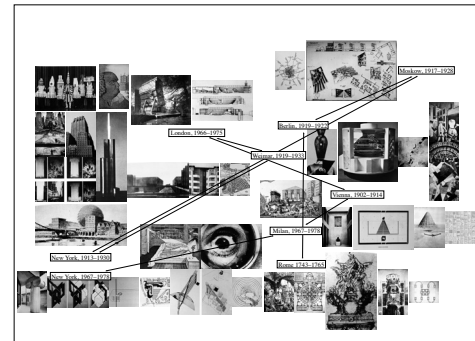 Moskow, 1917–1928
Berlin, 1919–1922
London, 1966–1975
Weimar, 1919–1933
Vienna, 1902–1914
Milan, 1967–1978
New York, 1913–1930
Rome 1743–1765
New York, 1967–1978